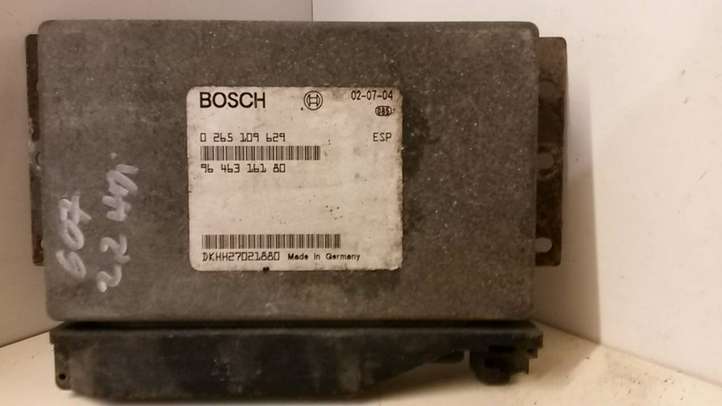 BOSCH 02-07-04
0 265 109 629 ESP
96 463 161 80
DKHH27021880 Made in Germany
607
2,2 HDi